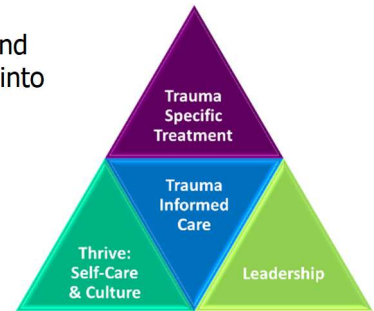 nd
into
Trauma
Specific
Treatment
Trauma
Informed
Care
Thrive:
Self-Care
& Culture
Leadership